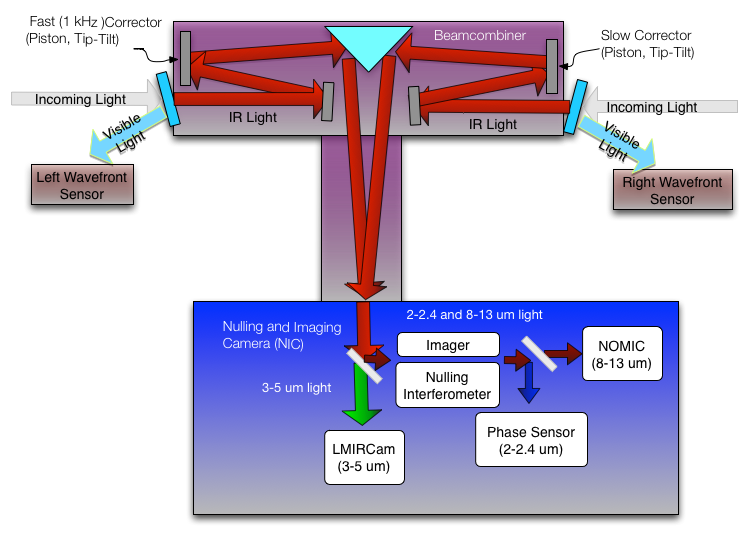 Fast (1 kHz )Corrector
(Piston, Tip-Tilt)
Beamcombiner
Slow Corrector
(Piston, Tip-Tilt)
Incoming Light
IR Light
IR Light
Incoming Light
Visible
Light
Visible
Light
Left Wavefront
Sensor
Right Wavefront
Sensor
Nulling and Imaging
Camera (NIC)
2-2.4 and 8-13 um light
Imager
NOMIC
(8-13 um)
3-5 um light
Nulling
Interferometer
LMIRCam
(3-5 um)
Phase Sensor
(2-2.4 um)